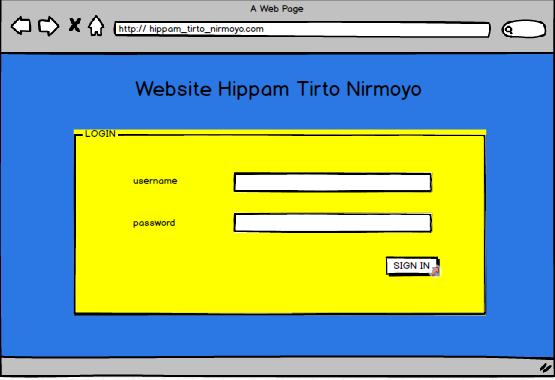 A Web Page
http:// hippam_tirto_nirmoyo.com
Website Hippam Tirto Nirmoyo
LOGIN
username
password
SIGN IN